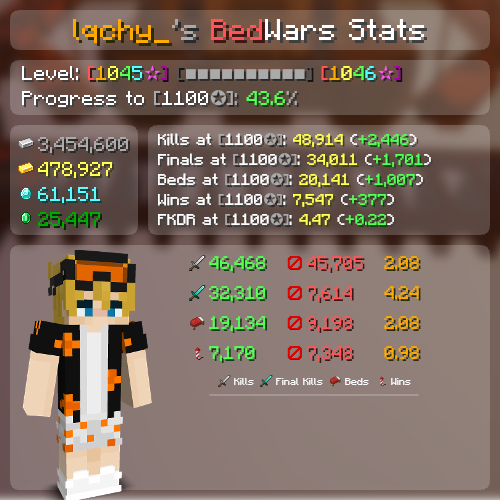 lqchy_'s BedWars Stats
Level: [1045☆] [■■■■■■■■■■] [1046☆]
Progress to [1100✪]: 43.6%
3,454,600
478,927
61,151
25,447
Kills at [1100✪]: 48,914 (+2,446)
Finals at [1100✪]: 34,011 (+1,701)
Beds at [1100✪]: 20,141 (+1,007)
Wins at [1100✪]: 7,547 (+377)
FKDR at [1100✪]: 4.47 (+0.22)
46,468 45,705 2.08
32,310 7,614 4.24
19,134 9,198 2.08
7,170 7,348 0.98
Kills Final Kills Beds Wins